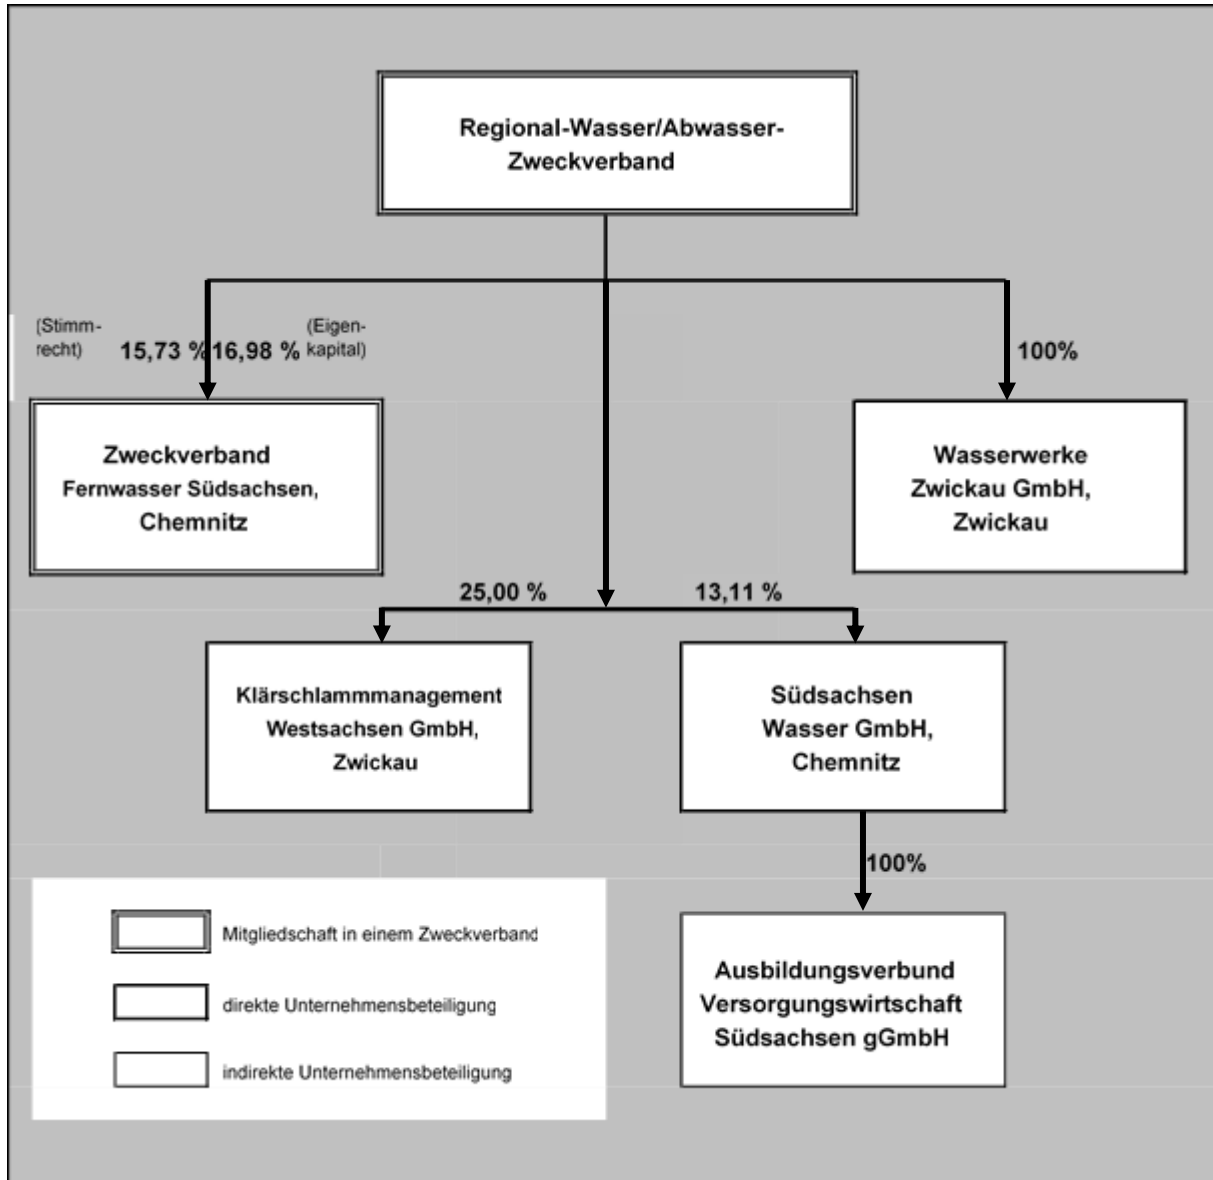 Regional-Wasser/Abwasser-
Zweckverband
(Stimm-
recht)
15,73 %
16,98 %
(Eigen-
kapital)
100%
Zweckverband
Fernwasser Südsachsen,
Chemnitz
Wasserwerke
Zwickau GmbH,
Zwickau
25,00 %
13,11 %
Klärschlammmanagement
Westsachsen GmbH,
Zwickau
Südsachsen
Wasser GmbH,
Chemnitz
100%
Ausbildungsverbund
Versorgungswirtschaft
Südsachsen gGmbH
Mitgliedschaft in einem Zweckverband
direkte Unternehmensbeteiligung
indirekte Unternehmensbeteiligung